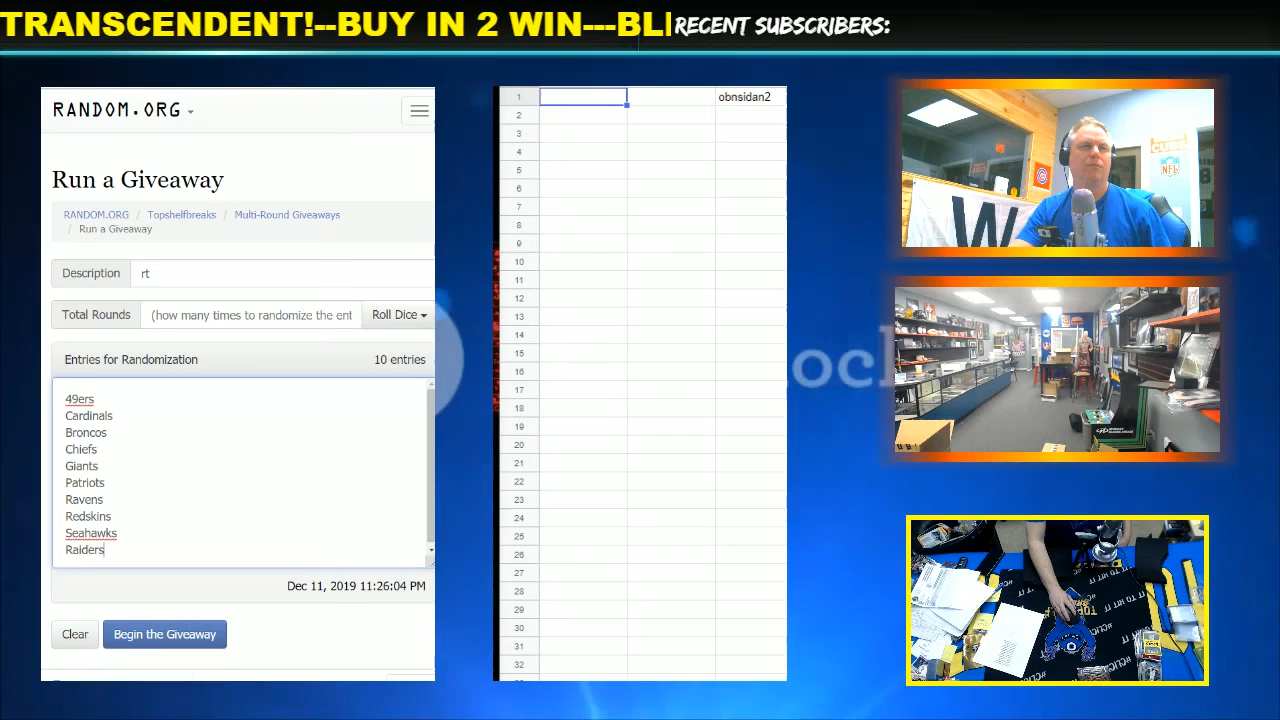 TRANSCENDENT!--BUY IN 2 WIN---BL
RECENT SUBSCRIBERS:
RANDOM.ORG
Run a Giveaway
RANDOM.ORG / Topshelfbreaks / Multi-Round Giveaways
/ Run a Giveaway
Description rt
Total Rounds (how many times to randomize the ent Roll Dice
Entries for Randomization 10 entries
49ers
Cardinals
Broncos
Chiefs
Giants
Patriots
Ravens
Redskins
Seahawks
Raiders
Dec 11, 2019 11:26:04 PM
Clear Begin the Giveaway
1 obnsidan2
2
3
4
5
6
7
8
9
10
11
12
13
14
15
16
17
18
19
20
21
22
23
24
25
26
27
28
29
30
31
32
CUBS
NFL
W